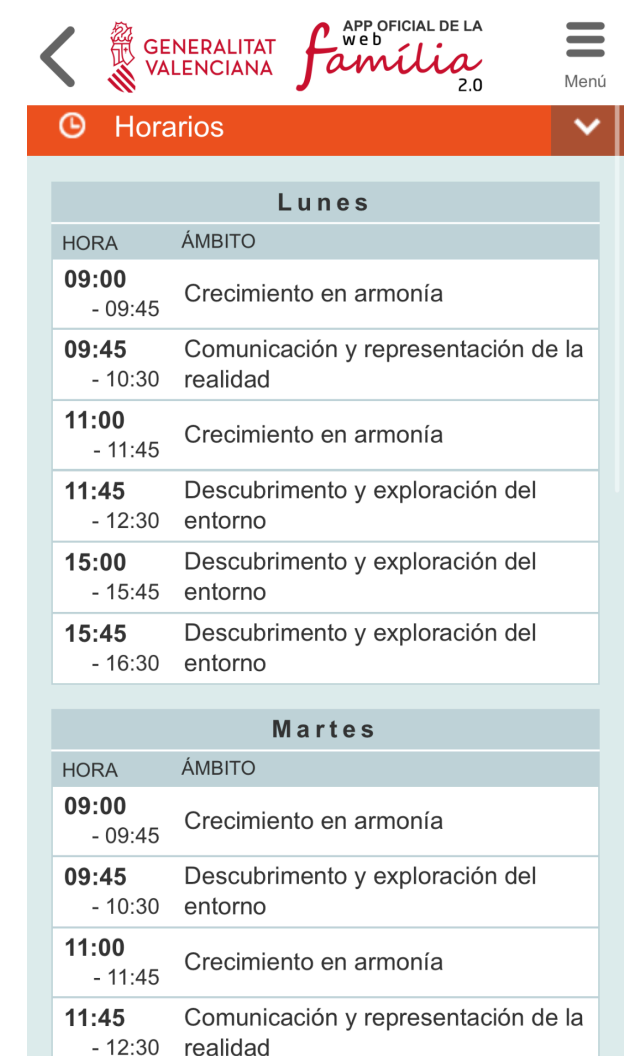 GENERALITAT
VALENCIANA
APP OFICIAL DE LA
web
família
2.0
Menú
Horarios
Lunes
HORA ÁMBITO
09:00
- 09:45
Crecimiento en armonía
09:45
- 10:30
Comunicación y representación de la
realidad
11:00
- 11:45
Crecimiento en armonía
11:45
- 12:30
Descubrimento y exploración del
entorno
15:00
- 15:45
Descubrimento y exploración del
entorno
15:45
- 16:30
Descubrimento y exploración del
entorno
Martes
HORA ÁMBITO
09:00
- 09:45
Crecimiento en armonía
09:45
- 10:30
Descubrimento y exploración del
entorno
11:00
- 11:45
Crecimiento en armonía
11:45
- 12:30
Comunicación y representación de la
realidad